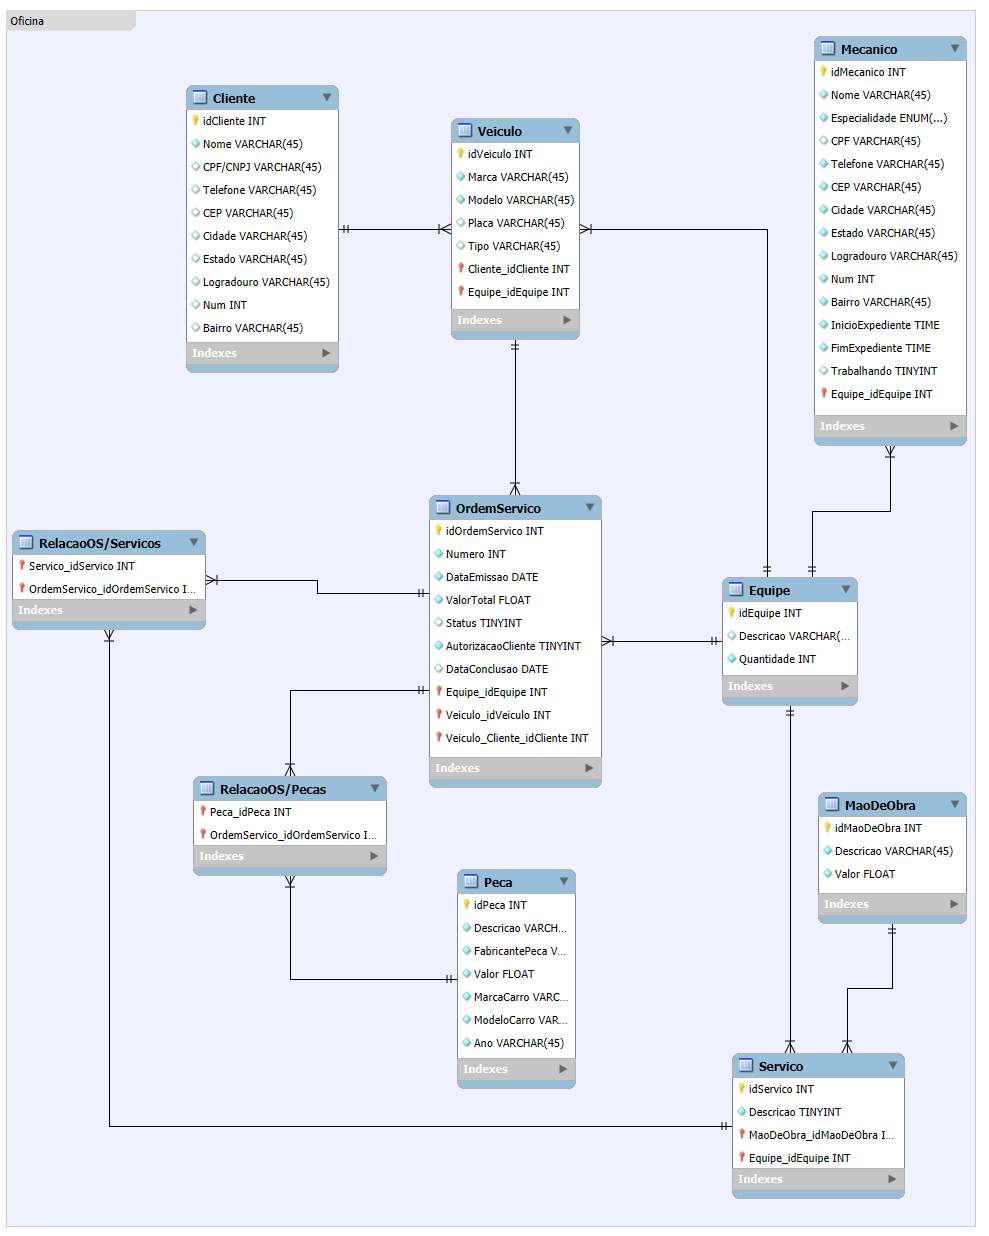 Oficina
Cliente
idCliente INT
Nome VARCHAR(45)
CPF/CNPJ VARCHAR(45)
Telefone VARCHAR(45)
CEP VARCHAR(45)
Cidade VARCHAR(45)
Estado VARCHAR(45)
Logradouro VARCHAR(45)
Num INT
Bairro VARCHAR(45)
Indexes
Veiculo
idVeiculo INT
Marca VARCHAR(45)
Modelo VARCHAR(45)
Placa VARCHAR(45)
Tipo VARCHAR(45)
Cliente_idCliente INT
Equipe_idEquipe INT
Indexes
Mecanico
idMecanico INT
Nome VARCHAR(45)
Especialidade ENUM(...)
CPF VARCHAR(45)
Telefone VARCHAR(45)
CEP VARCHAR(45)
Cidade VARCHAR(45)
Estado VARCHAR(45)
Logradouro VARCHAR(45)
Num INT
Bairro VARCHAR(45)
InicioExpediente TIME
FimExpediente TIME
Trabalhando TINYINT
Equipe_idEquipe INT
Indexes
RelacaoOS/Servicos
Servico_idServico INT
OrdemServico_idOrdemServico I...
Indexes
OrdemServico
idOrdemServico INT
Numero INT
DataEmissao DATE
ValorTotal FLOAT
Status TINYINT
AutorizacaoCliente TINYINT
DataConclusao DATE
Equipe_idEquipe INT
Veiculo_idVeiculo INT
Veiculo_Cliente_idCliente INT
Indexes
Equipe
idEquipe INT
Descricao VARCHAR(...
Quantidade INT
Indexes
RelacaoOS/Pecas
Peca_idPeca INT
OrdemServico_idOrdemServico I...
Indexes
Peca
idPeca INT
Descricao VARCH...
FabricantePeca V...
Valor FLOAT
MarcaCarro VARC...
ModeloCarro VAR...
Ano VARCHAR(45)
Indexes
MaoDeObra
idMaoDeObra INT
Descricao VARCHAR(45)
Valor FLOAT
Indexes
Servico
idServico INT
Descricao TINYINT
MaoDeObra_idMaoDeObra I...
Equipe_idEquipe INT
Indexes